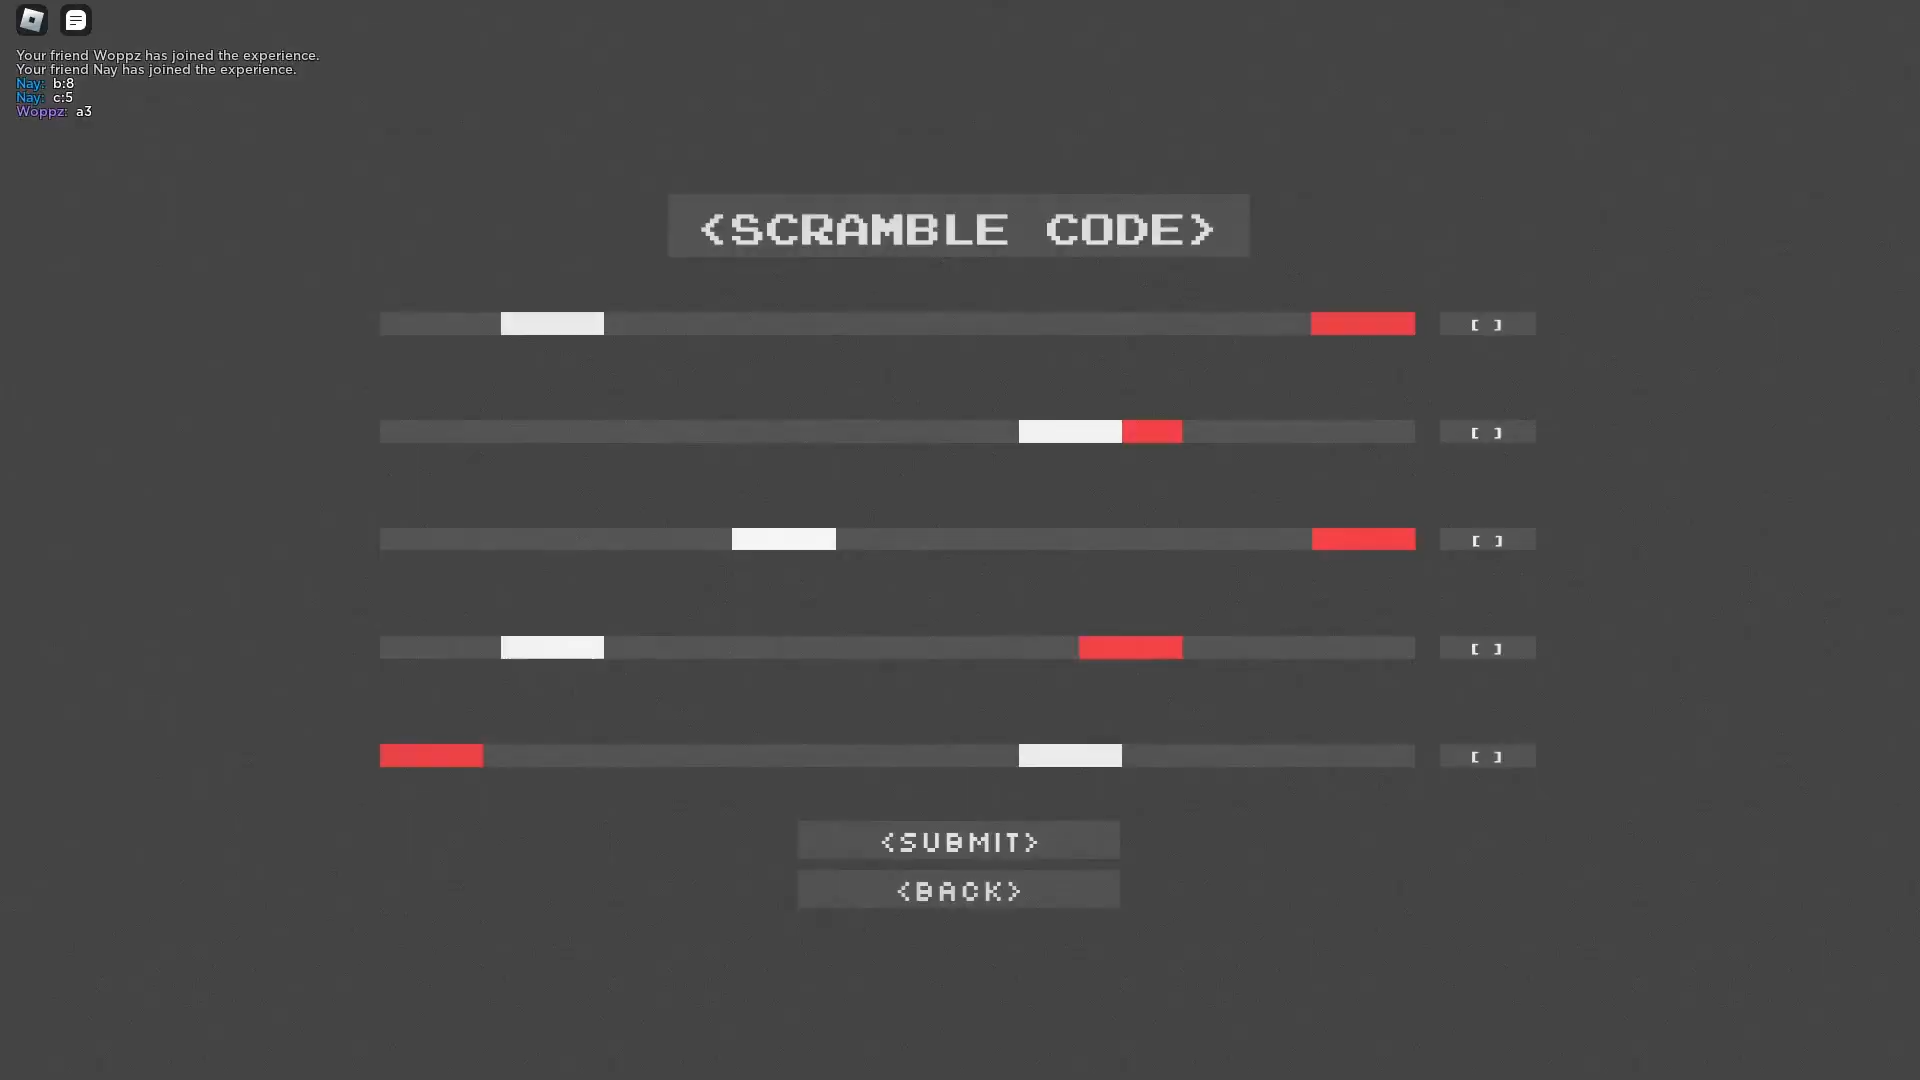 Your friend Woppz has joined the experience.
Your friend Nay has joined the experience.
Nay: b:8
Nay: c:5
Woppz: a3
<SCRAMBLE CODE>
[ ]
[ ]
[ ]
[ ]
[ ]
<SUBMIT>
<BACK>